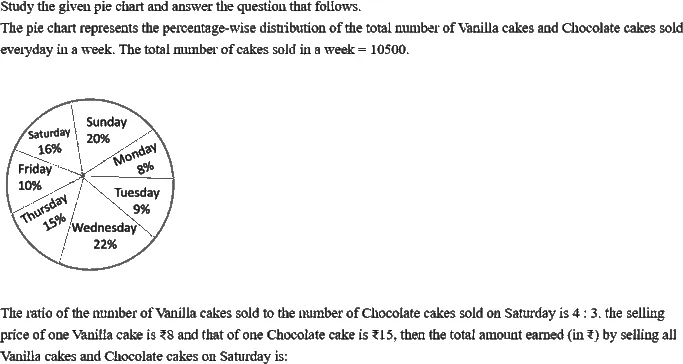 Study the given pie chart and answer the question that follows.
The pie chart represents the percentage-wise distribution of the total number of Vanilla cakes and Chocolate cakes sold
everyday in a week. The total number of cakes sold in a week = 10500.
Sunday
20%
Saturday
16%
Monday
8%
Friday
10%
Tuesday
9%
Thursday
15%
Wednesday
22%
The ratio of the number of Vanilla cakes sold to the number of Chocolate cakes sold on Saturday is 4 : 3. the selling
price of one Vanilla cake is ₹8 and that of one Chocolate cake is ₹15, then the total amount earned (in ₹) by selling all
Vanilla cakes and Chocolate cakes on Saturday is: